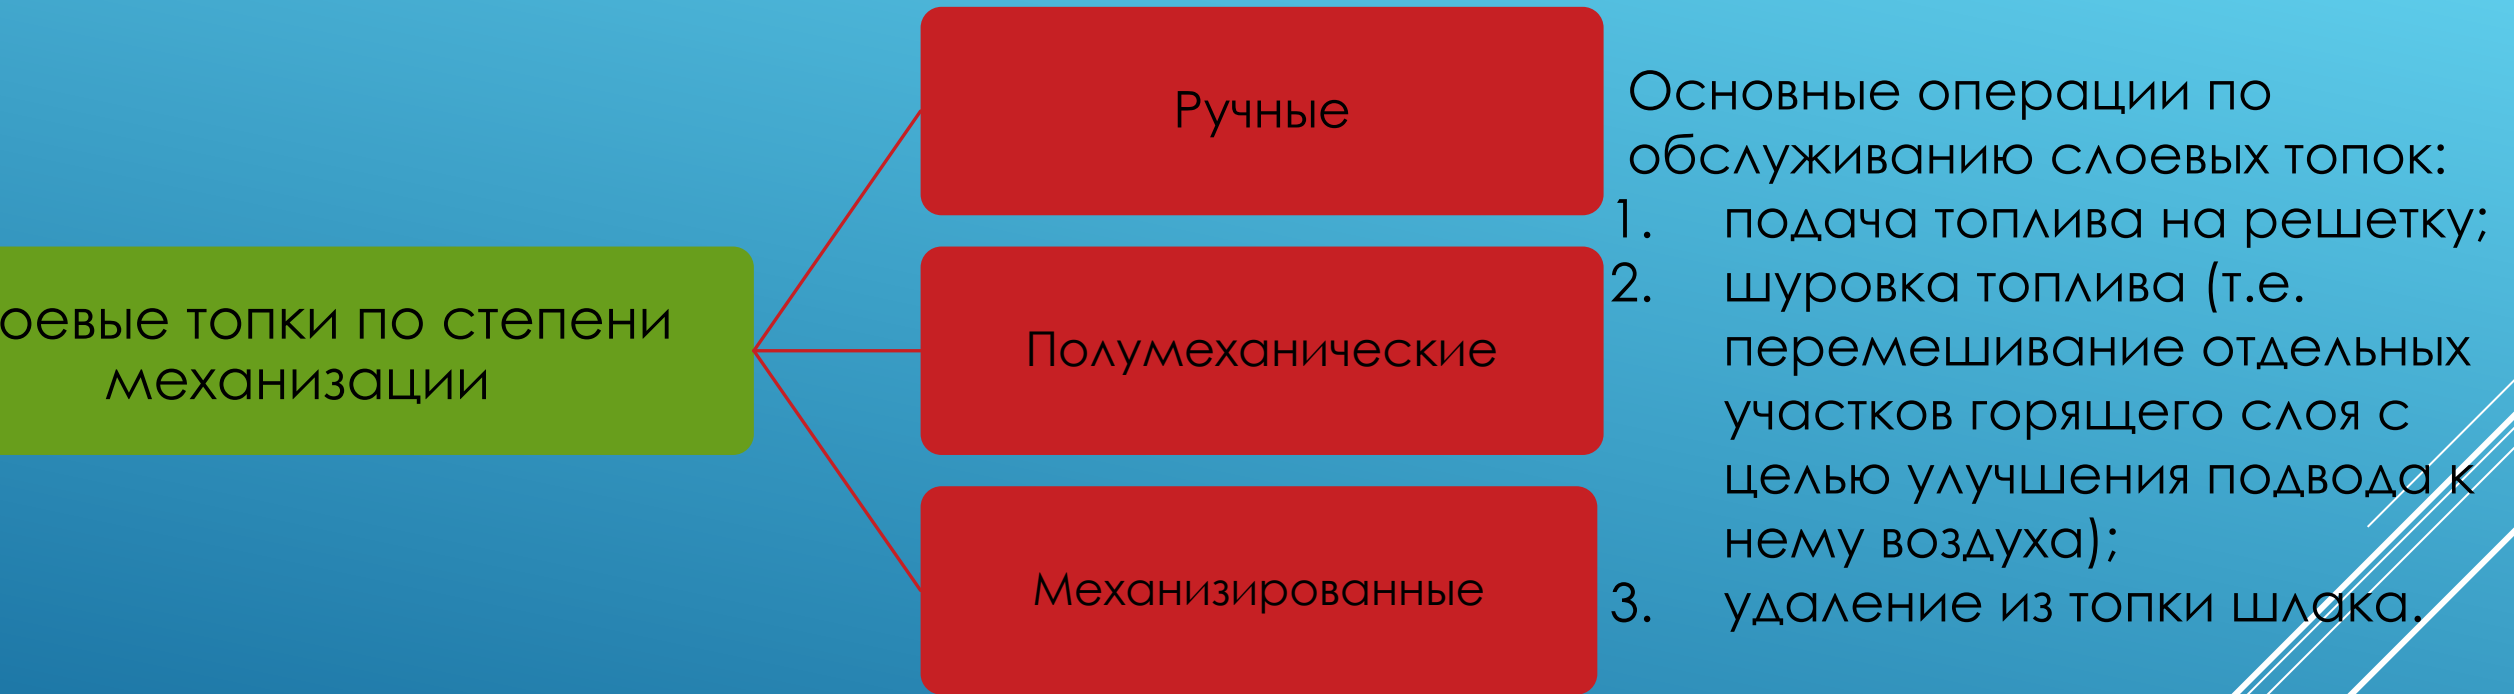 оевые топки по степени
механизации
Ручные
Полумеханические
Механизированные
Основные операции по
обслуживанию слоевых топок:
1. подача топлива на решетку;
2. шуровка топлива (т.е.
перемешивание отдельных
участков горящего слоя с
целью улучшения подвода к
нему воздуха);
3. удаление из топки шлака.